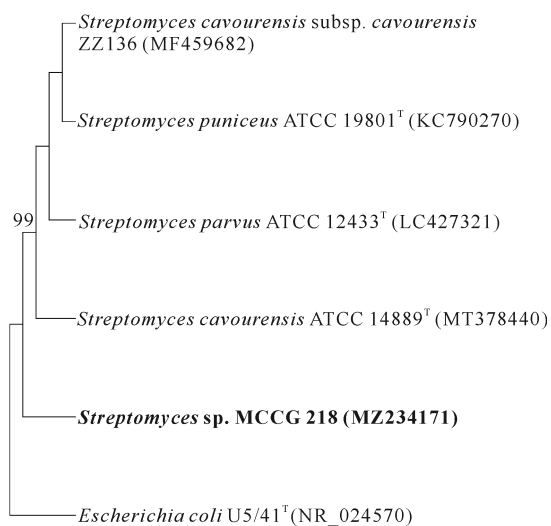 Streptomyces cavourensis subsp. cavourensis
ZZ136 (MF459682)
Streptomyces puniceus ATCC 19801ᵀ (KC790270)
Streptomyces parvus ATCC 12433ᵀ (LC427321)
99
Streptomyces cavourensis ATCC 14889ᵀ (MT378440)
Streptomyces sp. MCCG 218 (MZ234171)
Escherichia coli U5/41ᵀ (NR_024570)